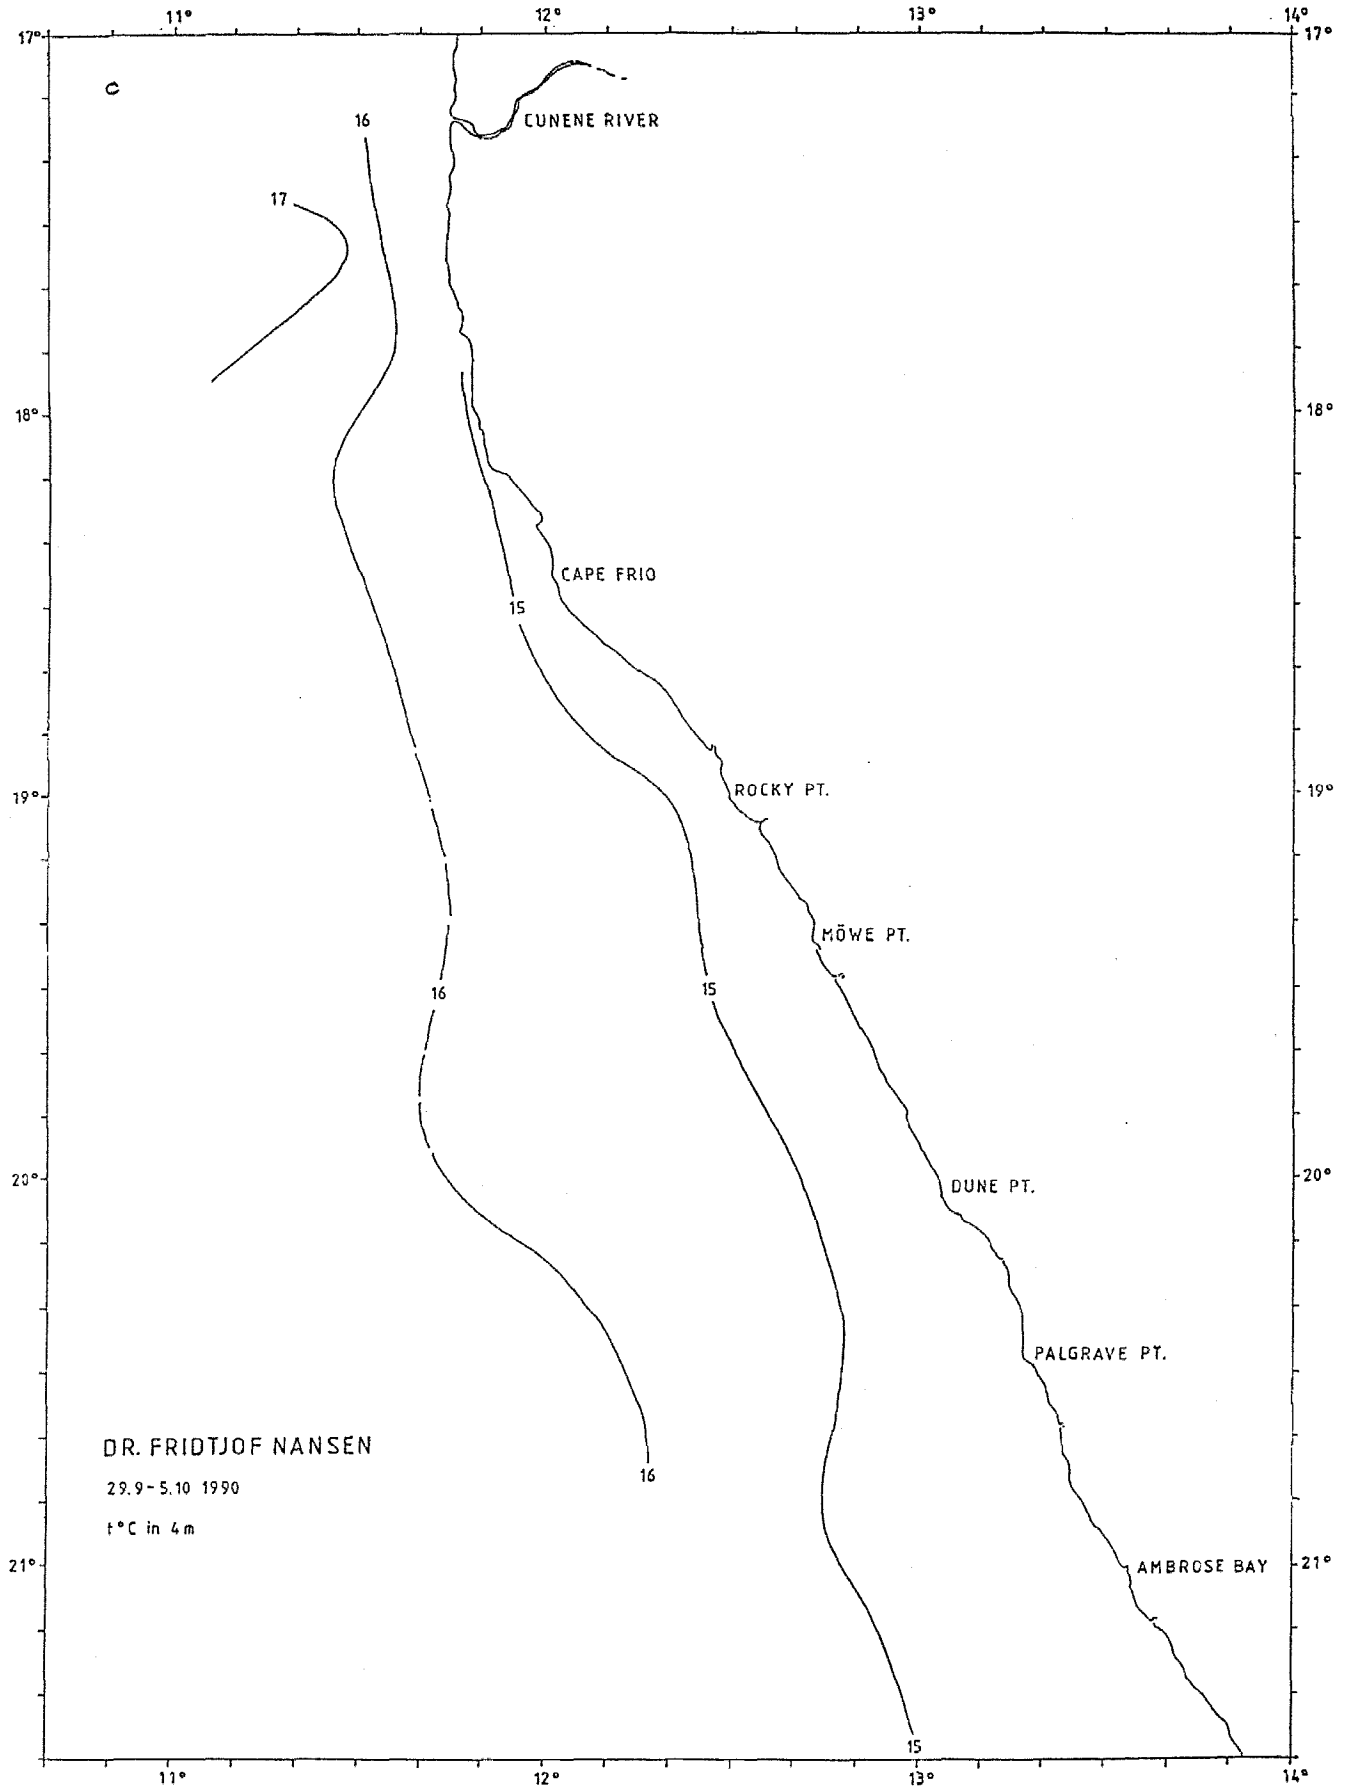 11° 12° 13° 14°
17° 17°
c
16
CUNENE RIVER
17
18° 18°
CAPE FRIO
15
19° ROCKY PT. 19°
MÖWE PT.
16 15
20° DUNE PT. 20°
PALGRAVE PT.
DR. FRIDTJOF NANSEN
16
29.9-5.10 1990
t°C in 4m
21° AMBROSE BAY 21°
15
11° 12° 13° 14°